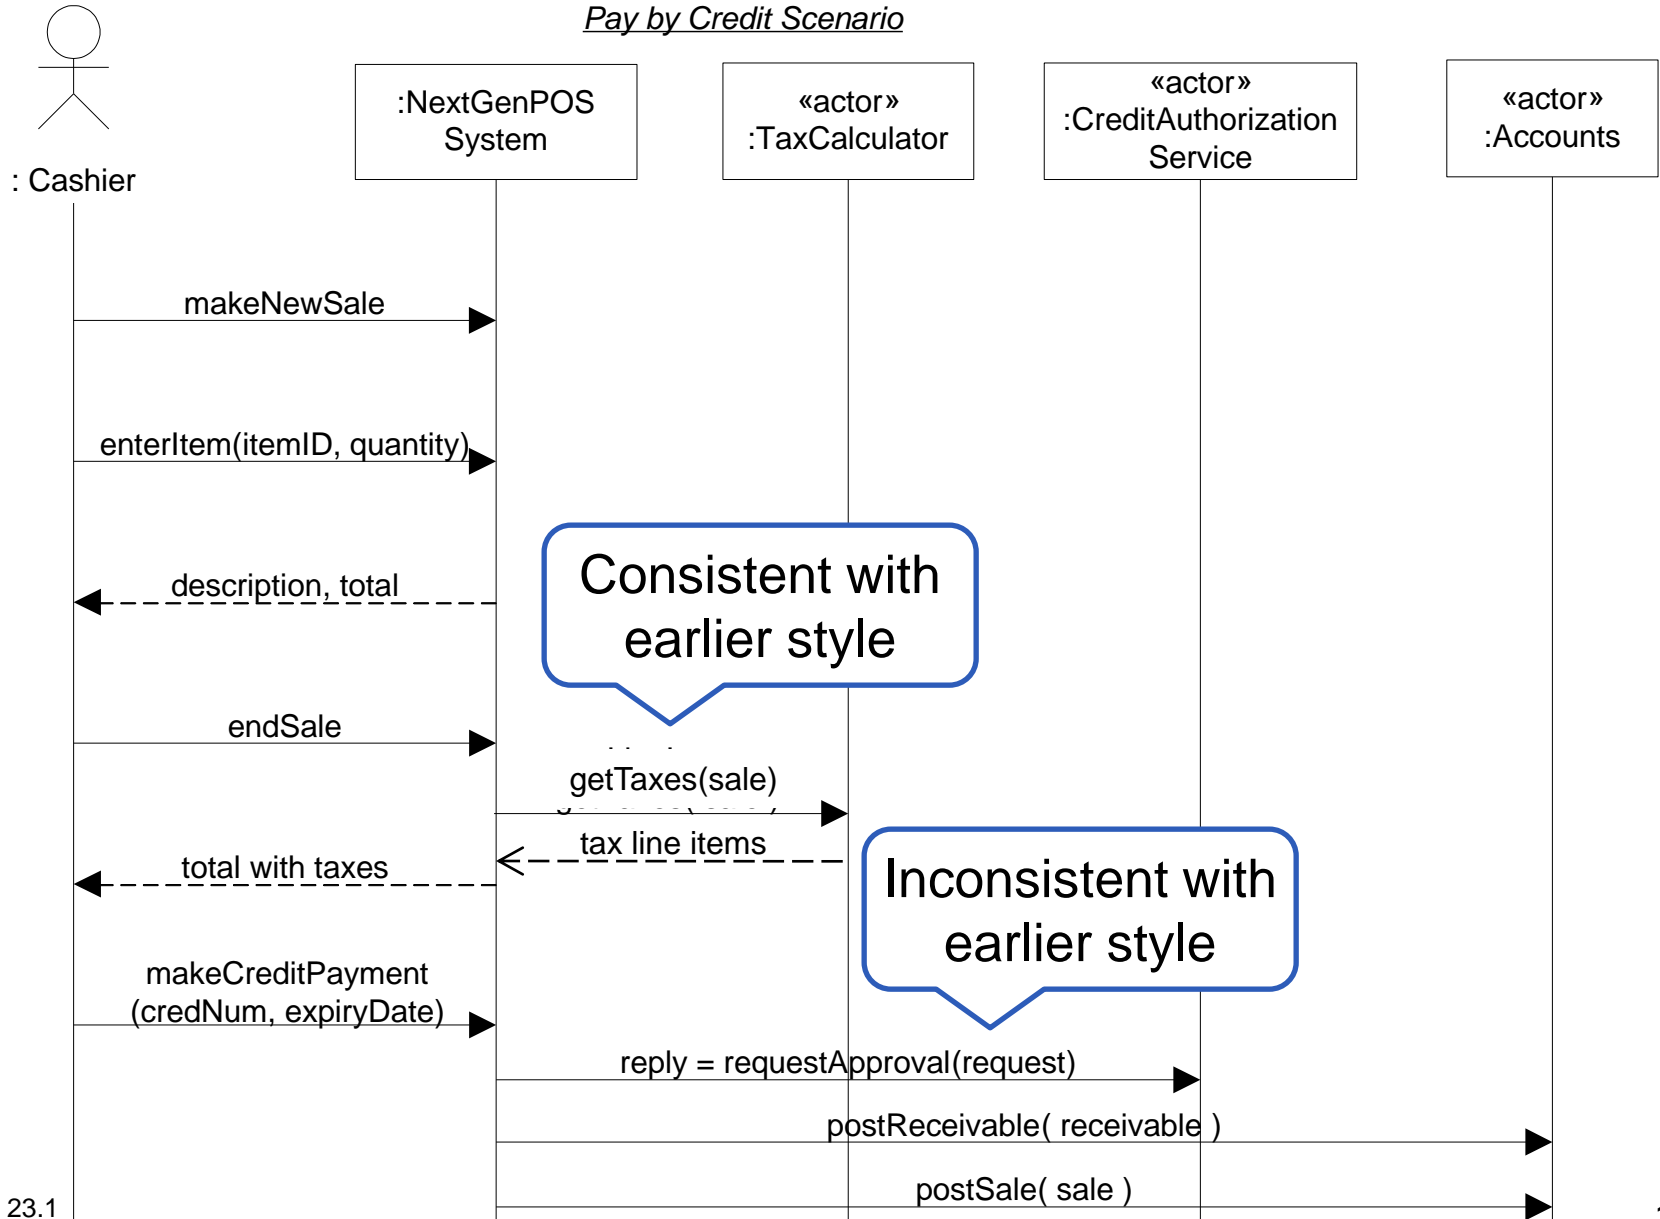 Pay by Credit Scenario
: Cashier
:NextGenPOS
System
«actor»
:TaxCalculator
«actor»
:CreditAuthorization
Service
«actor»
:Accounts
makeNewSale
enterItem(itemID, quantity)
description, total
Consistent with
earlier style
endSale
getTaxes(sale)
tax line items
total with taxes
Inconsistent with
earlier style
makeCreditPayment
(credNum, expiryDate)
reply = requestApproval(request)
postReceivable( receivable )
postSale( sale )
23.1